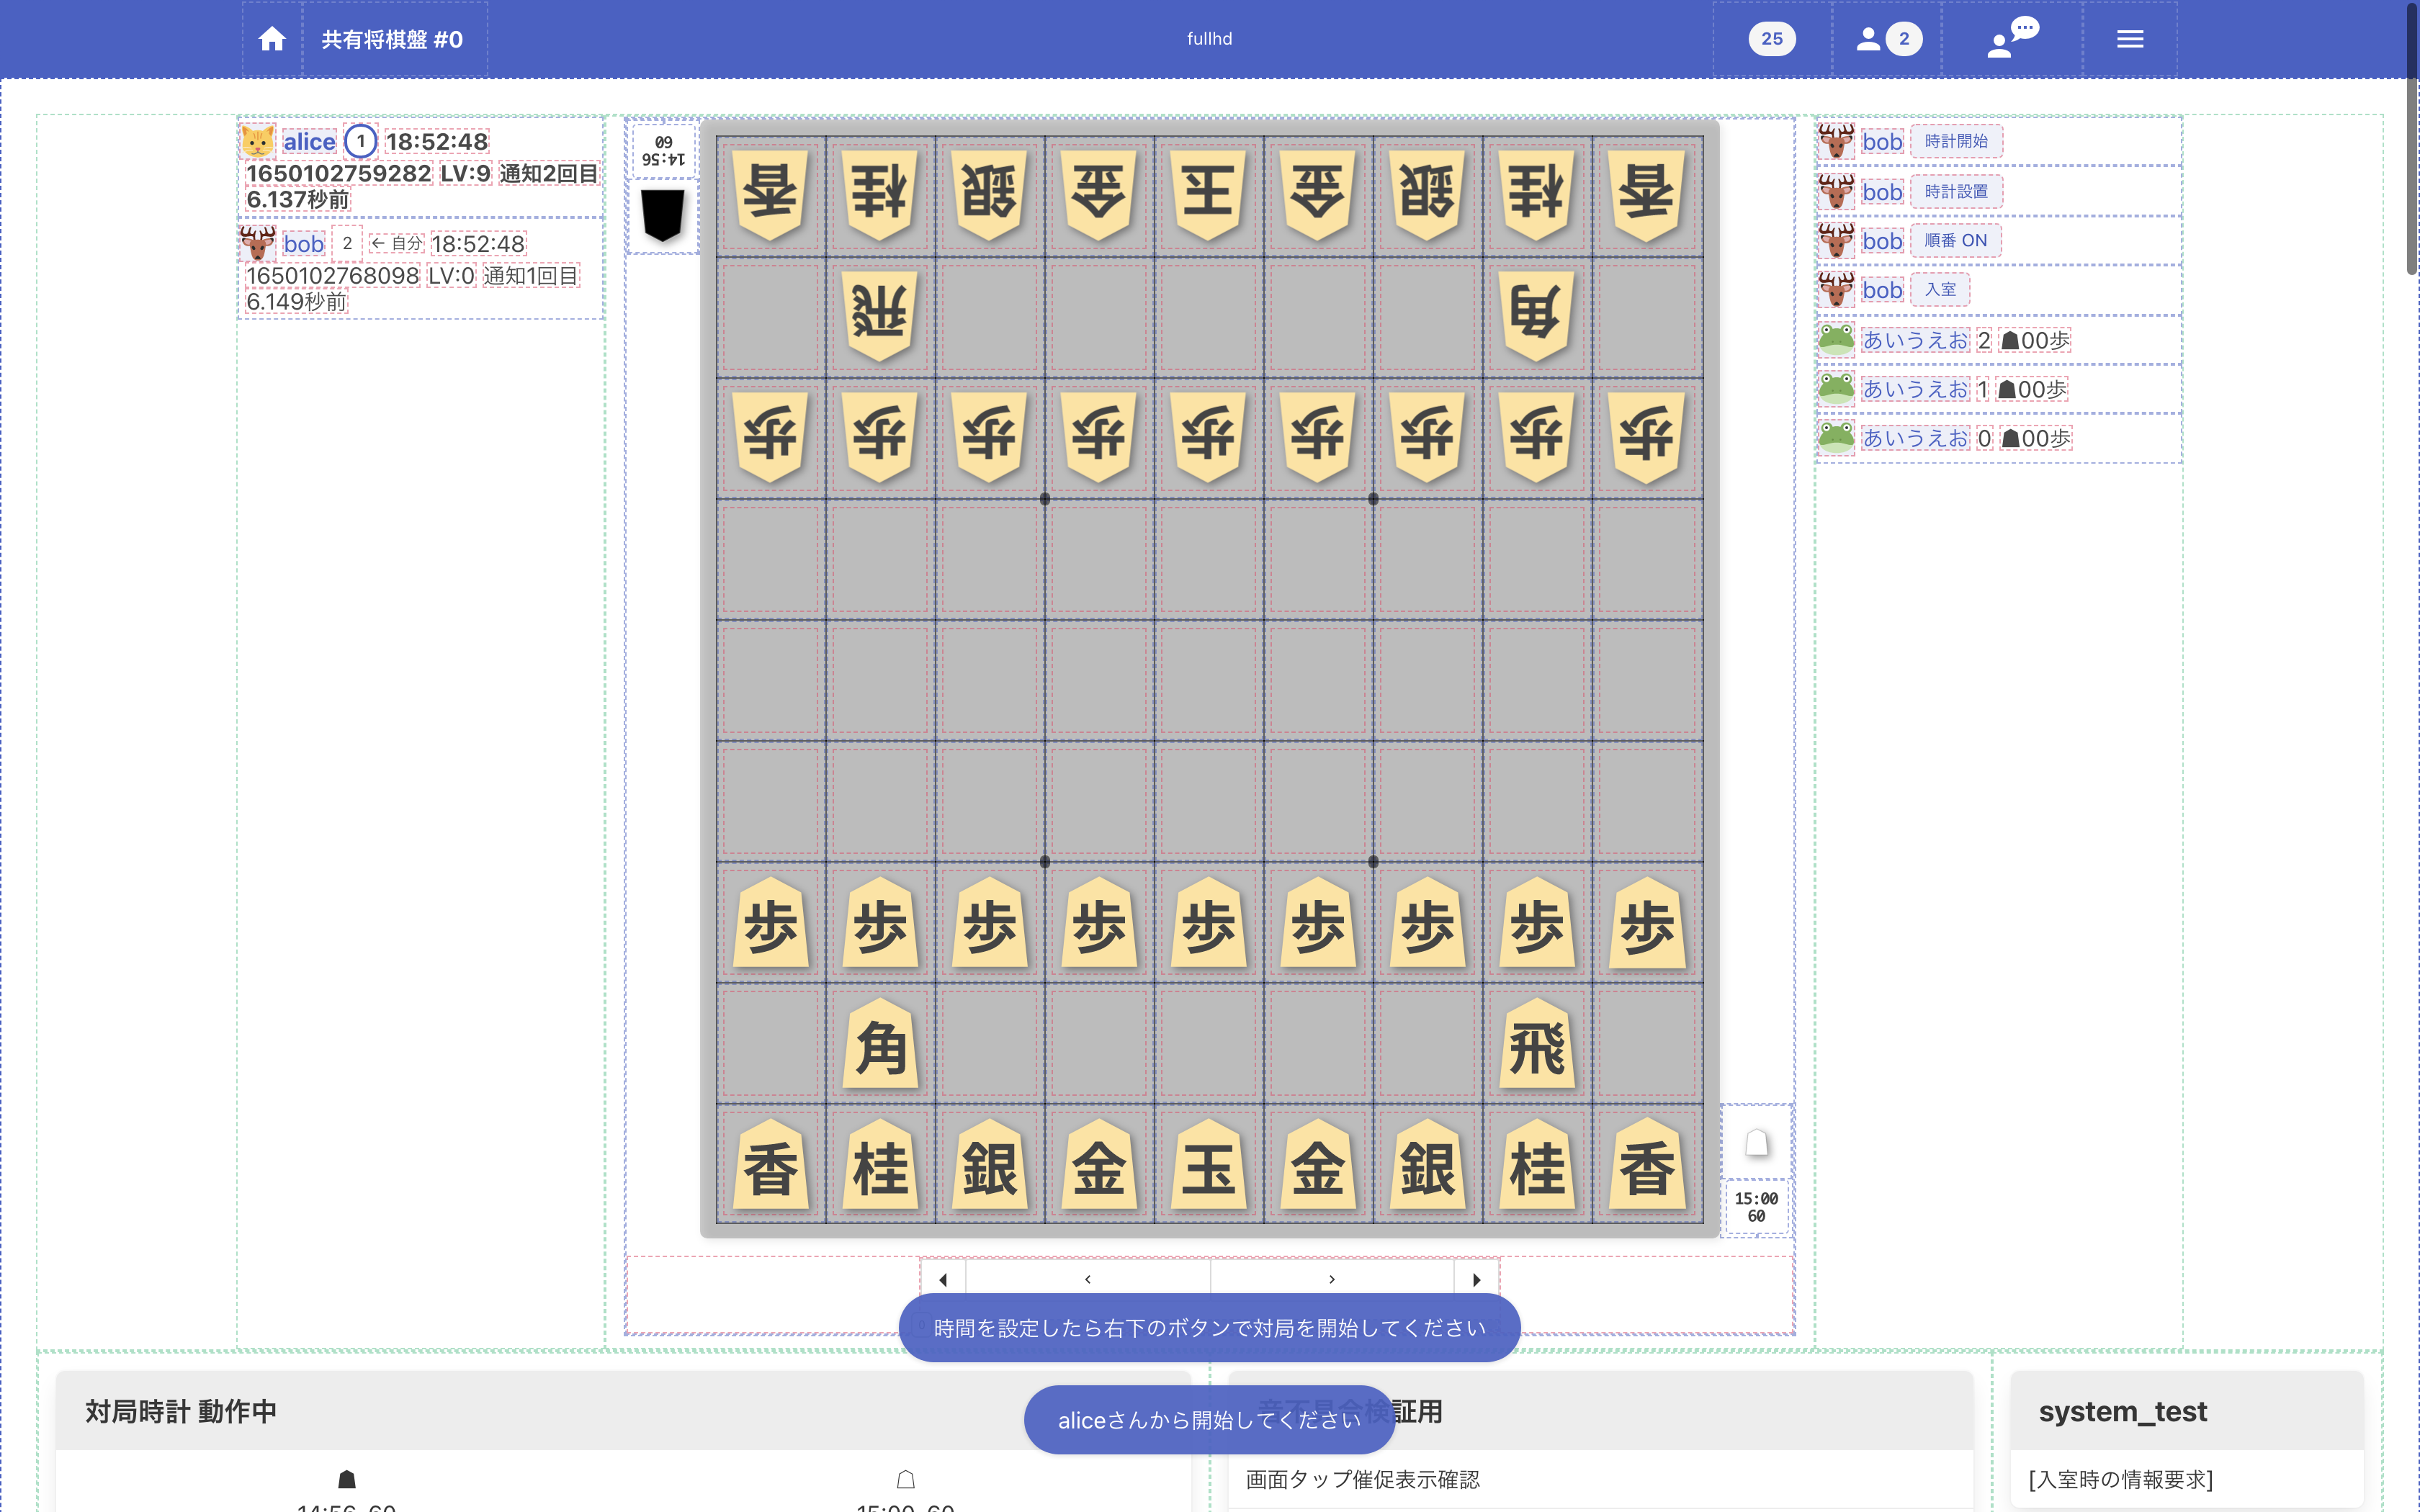 共有将棋盤 #0
fullhd
25
2
alice 1 18:52:48
1650102759282 LV:9 通知2回目
6.137秒前
bob 2 ← 自分 18:52:48
1650102768098 LV:0 通知1回目
6.149秒前
14:56
60
香 桂 銀 金 玉 金 銀 桂 香
飛 角
歩 歩 歩 歩 歩 歩 歩 歩 歩
歩 歩 歩 歩 歩 歩 歩 歩 歩
角 飛
香 桂 銀 金 玉 金 銀 桂 香
15:00
60
bob 時計開始
bob 時計設置
bob 順番 ON
bob 入室
あいうえお 2 ☗00歩
あいうえお 1 ☗00歩
あいうえお 0 ☗00歩
時間を設定したら右下のボタンで対局を開始してください
aliceさんから開始してください
対局時計 動作中
☗ ☖
14:56 60 15:00 60
検証用
画面タップ催促表示確認
system_test
[入室時の情報要求]